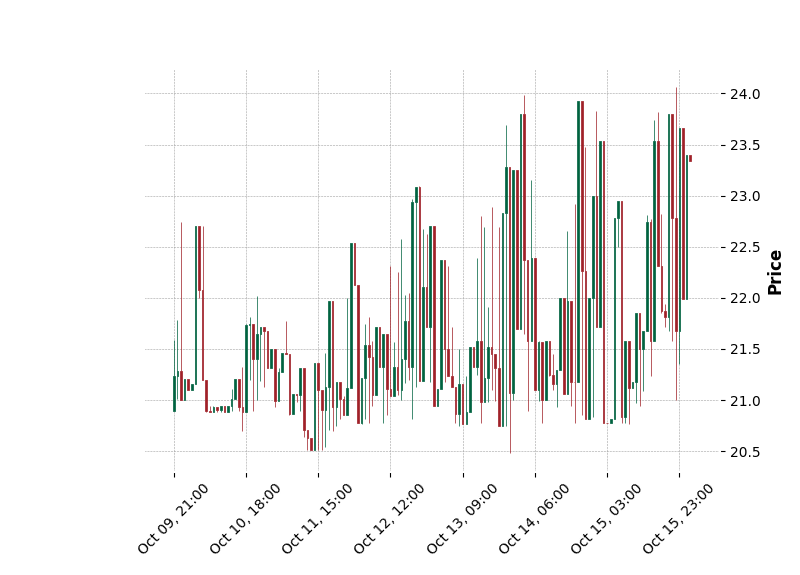 24.0
23.5
23.0
22.5
22.0
21.5
21.0
20.5
Price
Oct 09, 21:00
Oct 10, 18:00
Oct 11, 15:00
Oct 12, 12:00
Oct 13, 09:00
Oct 14, 06:00
Oct 15, 03:00
Oct 15, 23:00